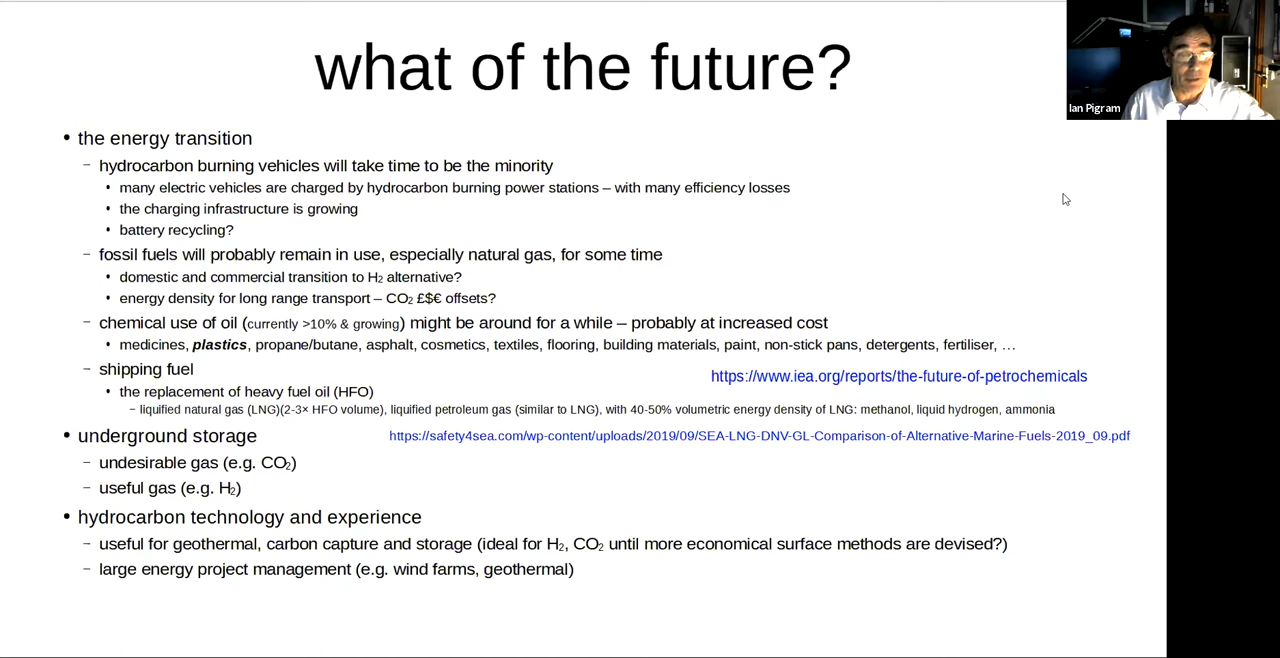 what of the future?
Ian Pigram
• the energy transition
– hydrocarbon burning vehicles will take time to be the minority
• many electric vehicles are charged by hydrocarbon burning power stations – with many efficiency losses
• the charging infrastructure is growing
• battery recycling?
– fossil fuels will probably remain in use, especially natural gas, for some time
• domestic and commercial transition to H₂ alternative?
• energy density for long range transport – CO₂ £$€ offsets?
– chemical use of oil (currently >10% & growing) might be around for a while – probably at increased cost
• medicines, plastics, propane/butane, asphalt, cosmetics, textiles, flooring, building materials, paint, non-stick pans, detergents, fertiliser, …
– shipping fuel
https://www.iea.org/reports/the-future-of-petrochemicals
• the replacement of heavy fuel oil (HFO)
– liquified natural gas (LNG)(2-3× HFO volume), liquified petroleum gas (similar to LNG), with 40-50% volumetric energy density of LNG: methanol, liquid hydrogen, ammonia
• underground storage
https://safety4sea.com/wp-content/uploads/2019/09/SEA-LNG-DNV-GL-Comparison-of-Alternative-Marine-Fuels-2019_09.pdf
– undesirable gas (e.g. CO₂)
– useful gas (e.g. H₂)
• hydrocarbon technology and experience
– useful for geothermal, carbon capture and storage (ideal for H₂, CO₂ until more economical surface methods are devised?)
– large energy project management (e.g. wind farms, geothermal)